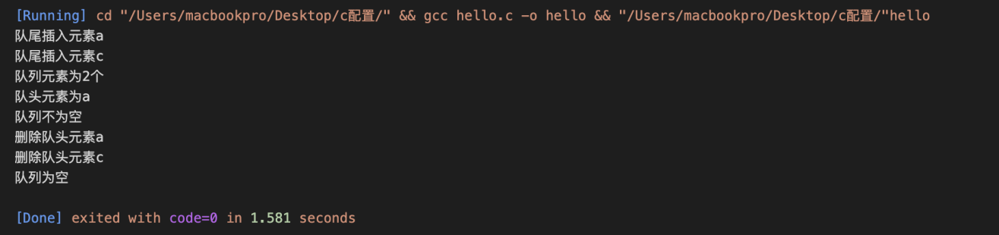 [Running] cd "/Users/macbookpro/Desktop/c配置/" && gcc hello.c -o hello && "/Users/macbookpro/Desktop/c配置/"hello
队尾插入元素a
队尾插入元素c
队列元素为2个
队头元素为a
队列不为空
删除队头元素a
删除队头元素c
队列为空
[Done] exited with code=0 in 1.581 seconds